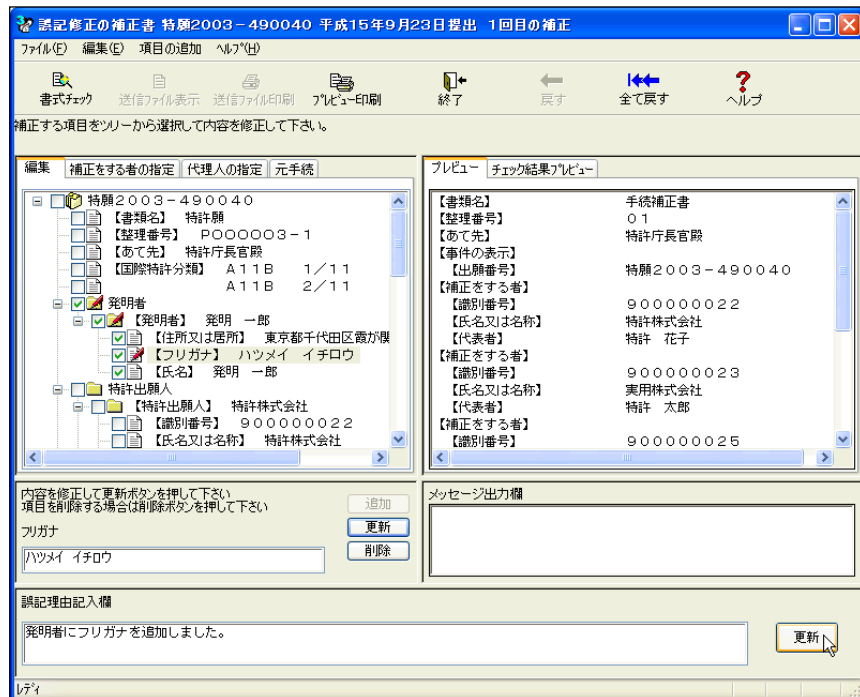 誤記修正の補正書 特願2003-490040 平成15年9月23日提出 1回目の補正
ファイル(F) 編集(E) 項目の追加 ヘルプ(H)
書式チェック 送信ファイル表示 送信ファイル印刷 プレビュー印刷 終了 戻す 全て戻す ヘルプ
補正する項目をツリーから選択して内容を修正して下さい。
編集 補正をする者の指定 代理人の指定 元手続
特願2003-490040
【書類名】 特許願
【整理番号】 P000003-1
【あて先】 特許庁長官殿
【国際特許分類】 A11B 1/11
A11B 2/11
発明者
【発明者】 発明 一郎
【住所又は居所】 東京都千代田区霞が関
【フリガナ】 ハツメイ イチロウ
【氏名】 発明 一郎
特許出願人
【特許出願人】 特許株式会社
【識別番号】 900000022
【氏名又は名称】 特許株式会社
プレビュー チェック結果プレビュー
【書類名】 手続補正書
【整理番号】 01
【あて先】 特許庁長官殿
【事件の表示】
【出願番号】 特願2003-490040
【補正をする者】
【識別番号】 900000022
【氏名又は名称】 特許株式会社
【代表者】 特許 花子
【補正をする者】
【識別番号】 900000023
【氏名又は名称】 実用株式会社
【代表者】 特許 太郎
【補正をする者】
【識別番号】 900000025
内容を修正して更新ボタンを押して下さい
項目を削除する場合は削除ボタンを押して下さい
追加
フリガナ
更新
ハツメイ イチロウ
削除
メッセージ出力欄
誤記理由記入欄
発明者にフリガナを追加しました。
更新
レディ